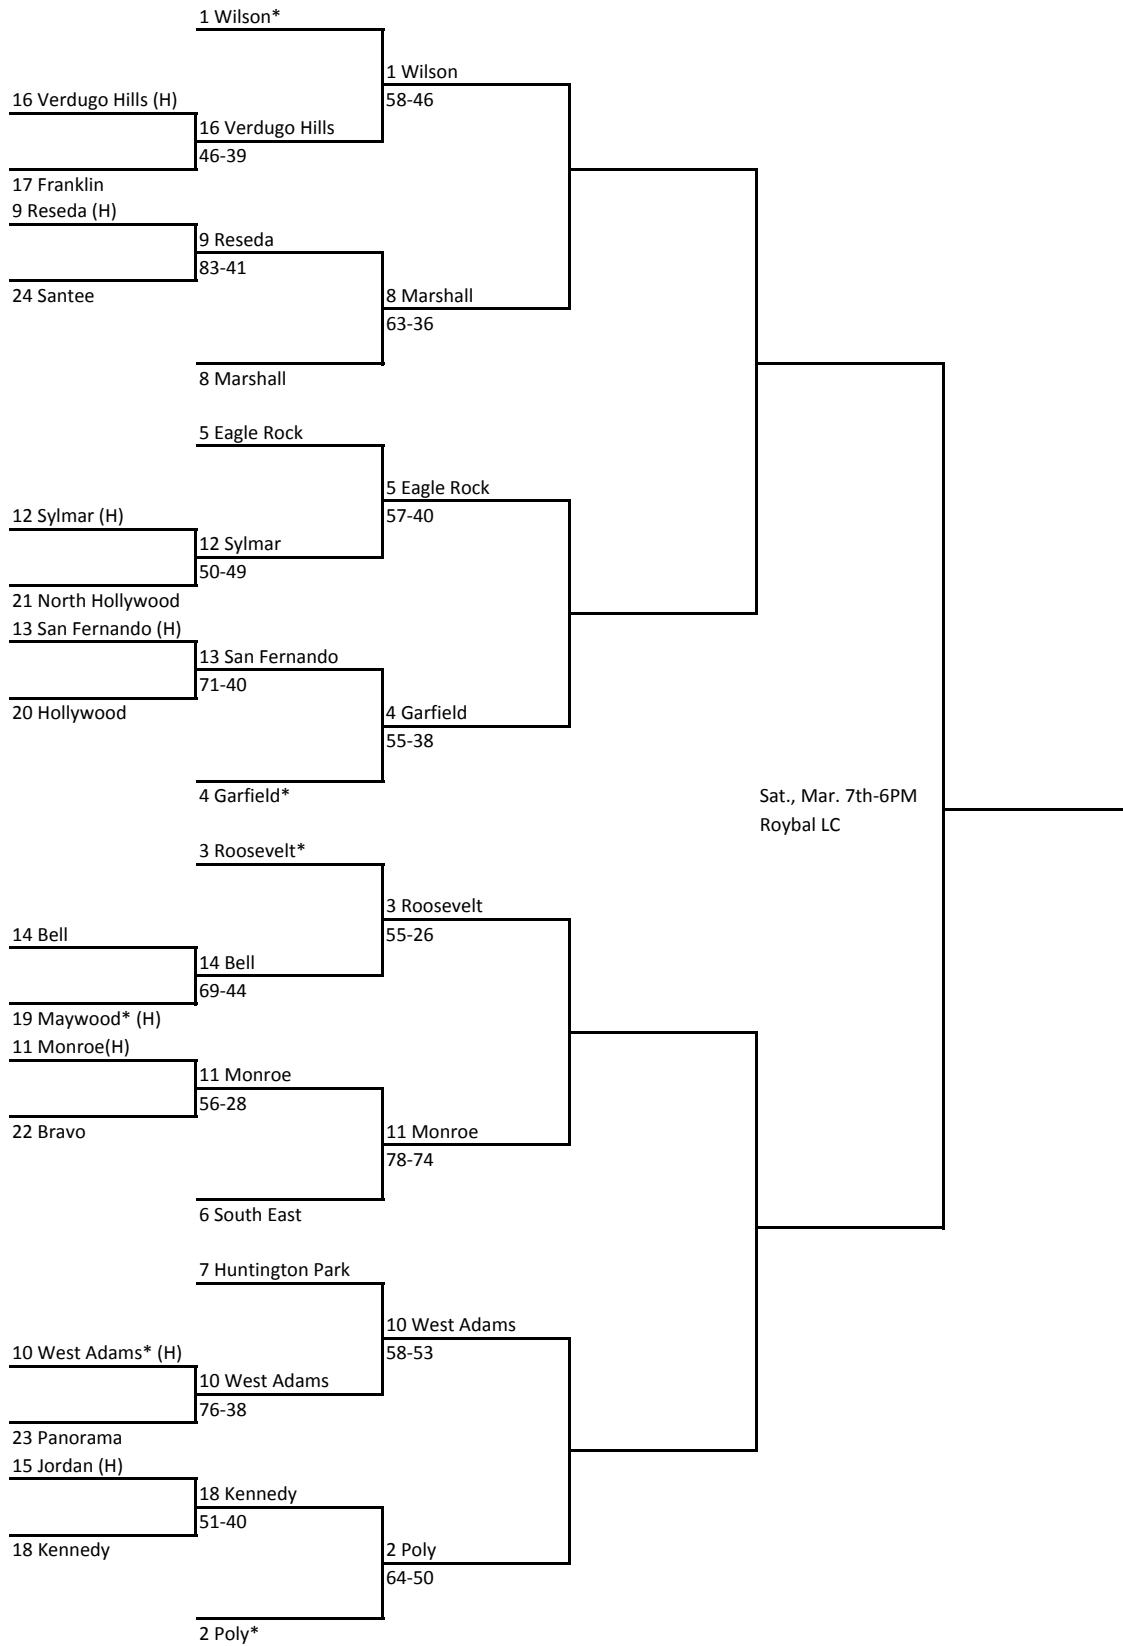 1 Wilson*
1 Wilson
58-46
16 Verdugo Hills (H)
16 Verdugo Hills
46-39
17 Franklin
9 Reseda (H)
9 Reseda
83-41
24 Santee
8 Marshall
63-36
8 Marshall
5 Eagle Rock
5 Eagle Rock
57-40
12 Sylmar (H)
12 Sylmar
50-49
21 North Hollywood
13 San Fernando (H)
13 San Fernando
71-40
20 Hollywood
4 Garfield
55-38
4 Garfield*
Sat., Mar. 7th-6PM
Roybal LC
3 Roosevelt*
3 Roosevelt
55-26
14 Bell
14 Bell
69-44
19 Maywood* (H)
11 Monroe(H)
11 Monroe
56-28
22 Bravo
11 Monroe
78-74
6 South East
7 Huntington Park
10 West Adams
58-53
10 West Adams* (H)
10 West Adams
76-38
23 Panorama
15 Jordan (H)
18 Kennedy
51-40
18 Kennedy
2 Poly
64-50
2 Poly*